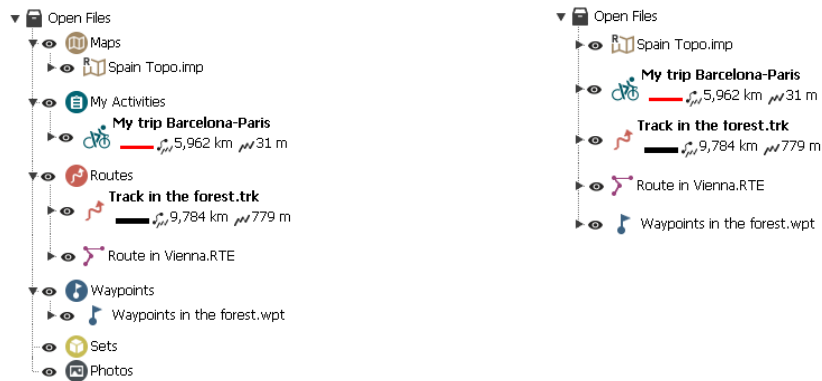 Open Files
Maps
R
Spain Topo.imp
My Activities
My trip Barcelona-Paris
5,962 km 31 m
Routes
Track in the forest.trk
9,784 km 779 m
Route in Vienna.RTE
Waypoints
Waypoints in the forest.wpt
Sets
Photos
Open Files
R
Spain Topo.imp
My trip Barcelona-Paris
5,962 km 31 m
Track in the forest.trk
9,784 km 779 m
Route in Vienna.RTE
Waypoints in the forest.wpt